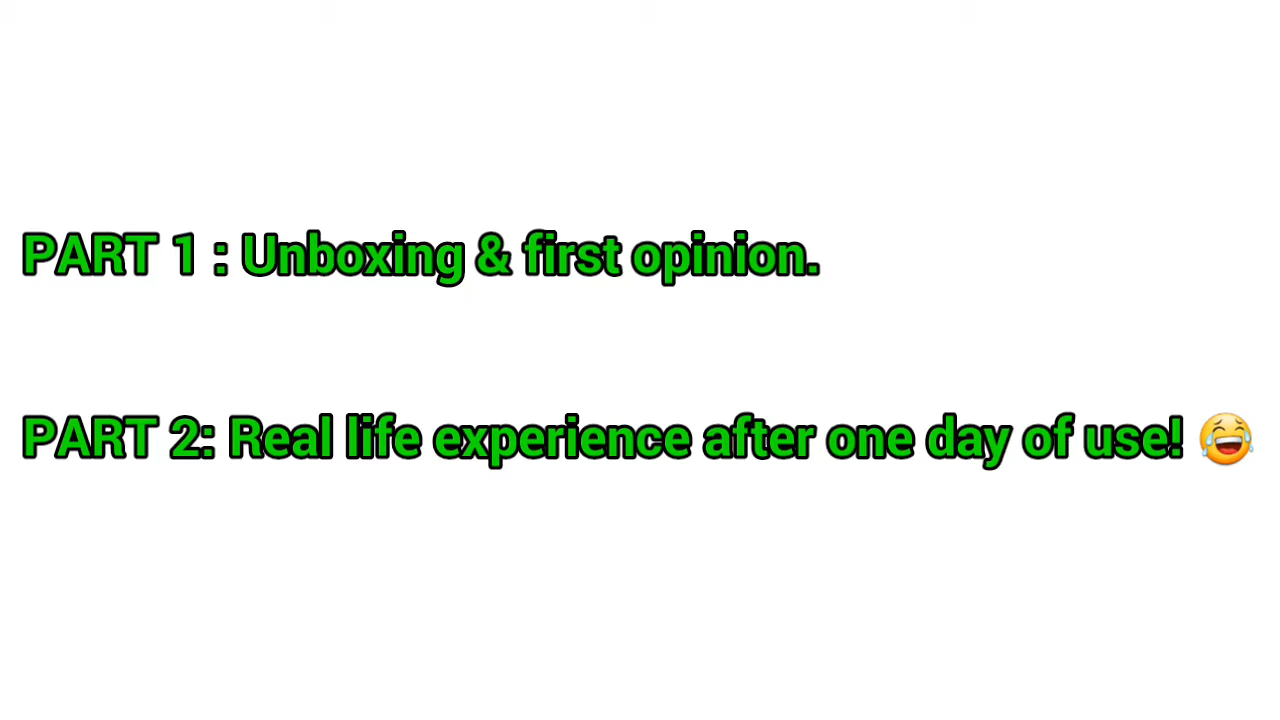 PART 1 : Unboxing & first opinion.
PART 2: Real life experience after one day of use! 😂